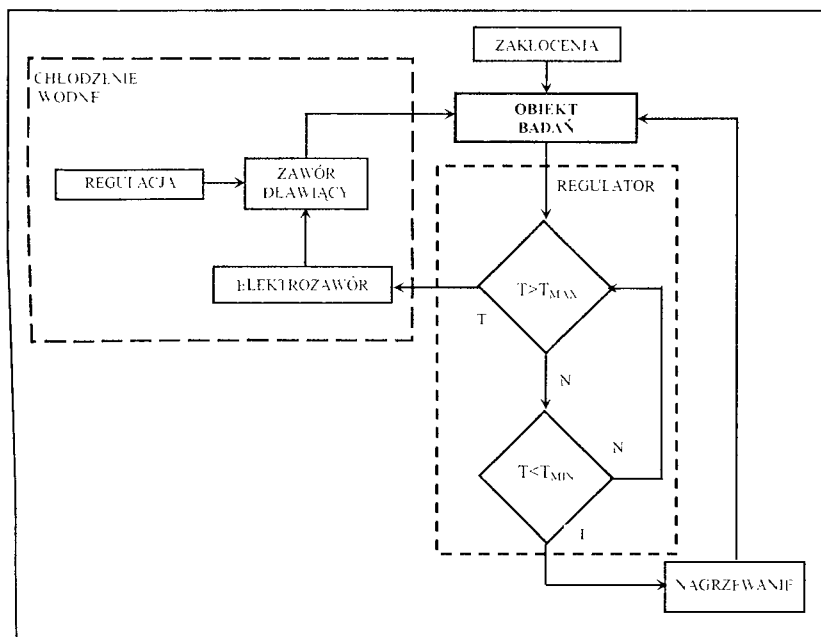 ZAKŁOCENIA
CHŁODZENIE
WODNE
OBIEKT
BADAŃ
REGULATOR
REGULACJA
ZAWÓR
DŁAWIĄCY
ELEKTROZAWÓR
T>TMAX
T
N
T<TMIN
N
T
NAGRZEWANIE